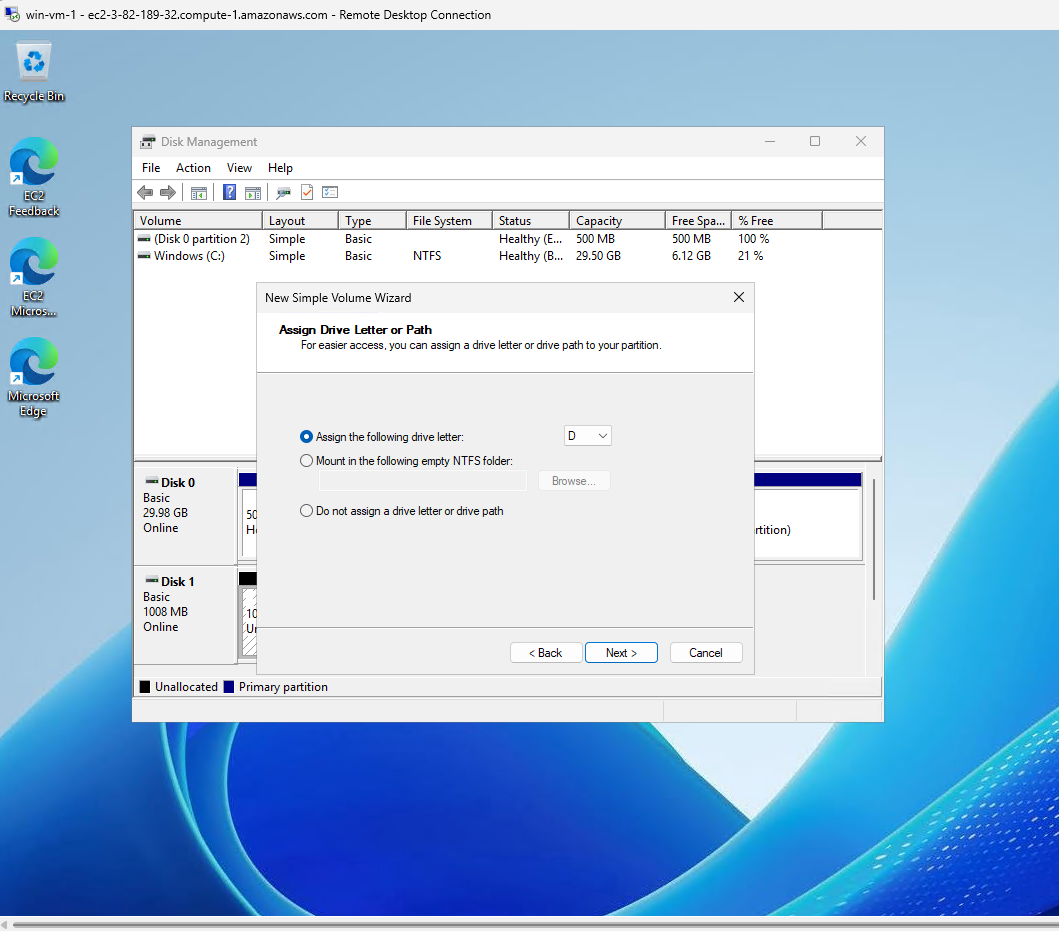 win-vm-1 - ec2-3-82-189-32.compute-1.amazonaws.com - Remote Desktop Connection
Recycle Bin
EC2
Feedback
EC2
Micros...
Microsoft
Edge
Disk Management
File Action View Help
Volume Layout Type File System Status Capacity Free Spa... % Free
(Disk 0 partition 2) Simple Basic Healthy (E... 500 MB 500 MB 100 %
Windows (C:) Simple Basic NTFS Healthy (B... 29.50 GB 6.12 GB 21 %
New Simple Volume Wizard
Assign Drive Letter or Path
For easier access, you can assign a drive letter or drive path to your partition.
Assign the following drive letter: D
Mount in the following empty NTFS folder:
Browse...
Do not assign a drive letter or drive path
< Back Next > Cancel
Disk 0
Basic
29.98 GB
Online
50
He
rtition)
Disk 1
Basic
1008 MB
Online
10
Un
Unallocated Primary partition